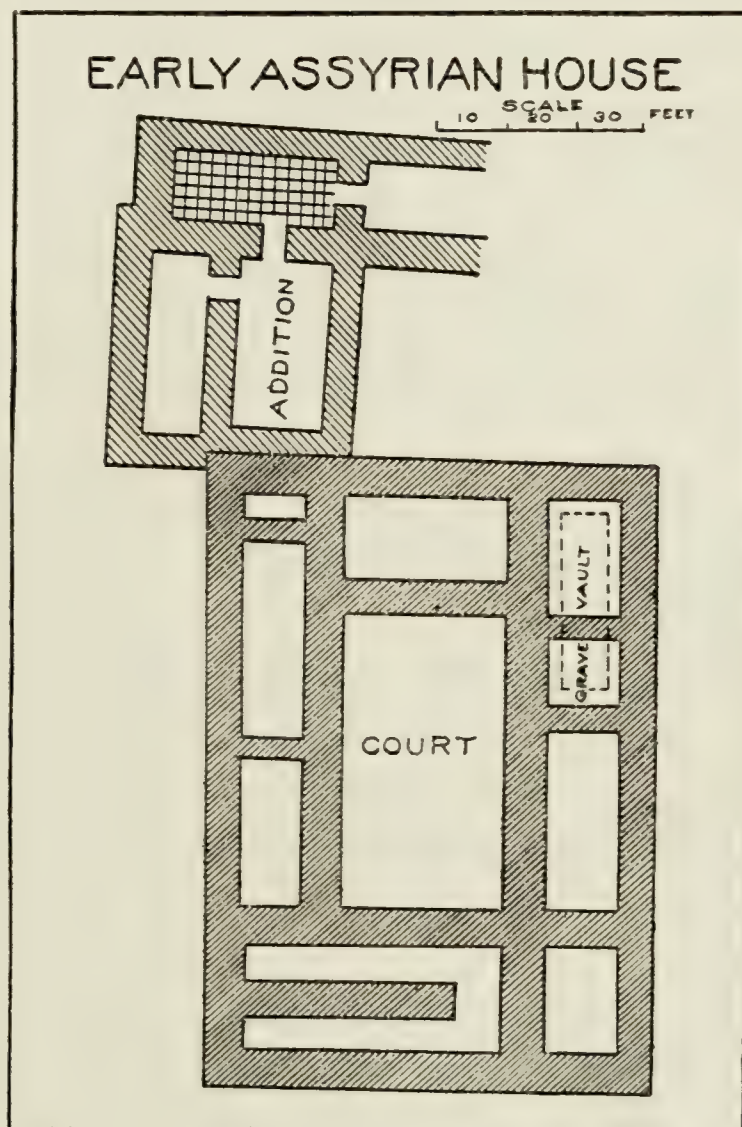 EARLY ASSYRIAN HOUSE
SCALE
10 20 30 FEET
ADDITION
VAULT
GRAVE
COURT